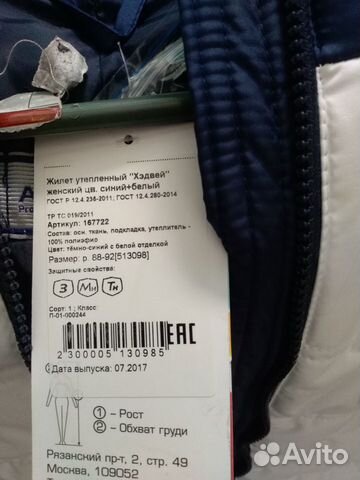 Жилет утепленный "Хэдвей"
женский цв. синий+белый
ГОСТ Р 12.4.236-2011; ГОСТ 12.4.280-2014
ТР ТС 019/2011
Артикул: 167722
Состав: осн. ткань, подкладка, утеплитель -
100% полиэфир
Цвет: тёмно-синий с белой отделкой
Размер: р. 88-92[513098]
Защитные свойства:
З Ми Тн
Сорт: 1 ; Класс
П-01-000244
2 300005 130985
EAC
Дата выпуска: 07.2017
1 – Рост
2 – Обхват груди
Рязанский пр-т, 2, стр. 49
Москва, 109052
Avito